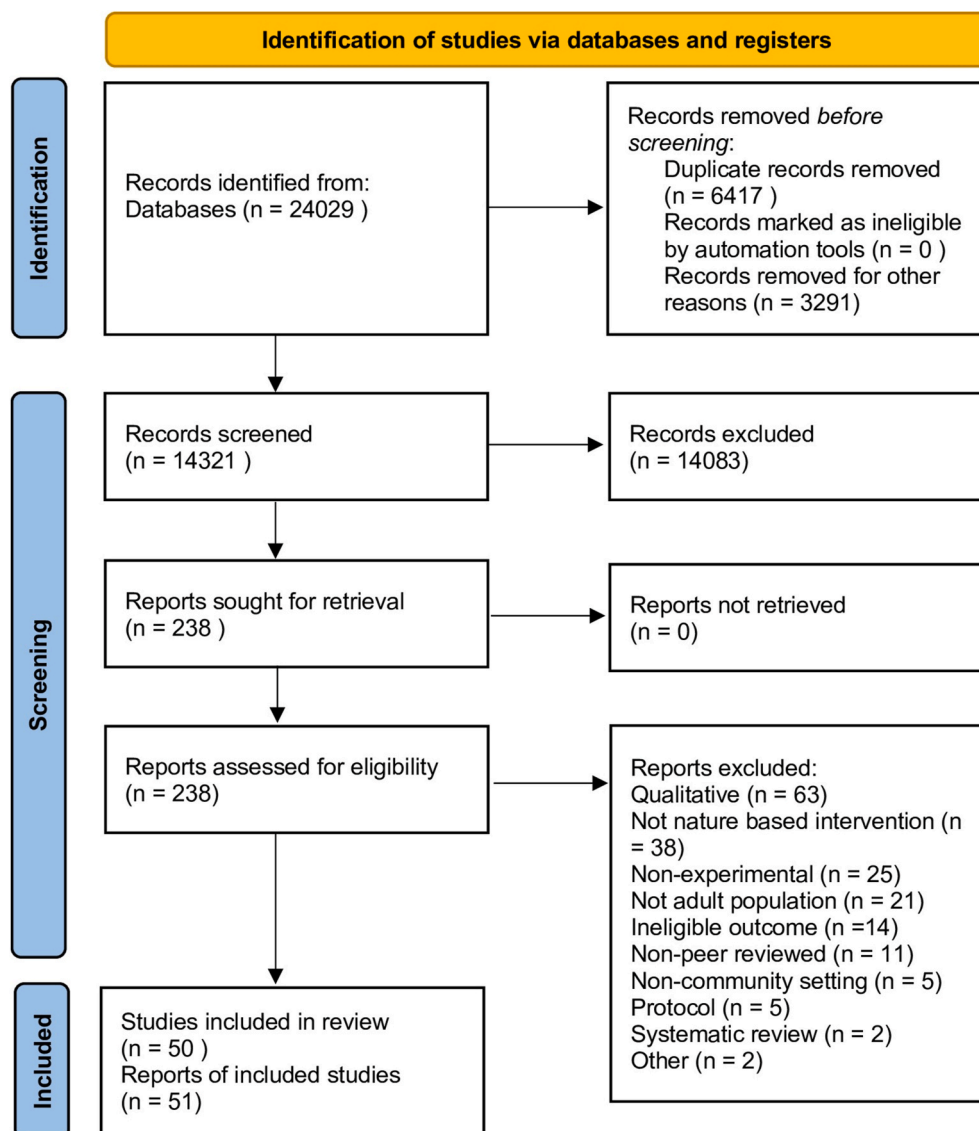 Identification of studies via databases and registers
Identification
Records identified from:
Databases (n = 24029 )
Records removed before
screening:
Duplicate records removed
(n = 6417 )
Records marked as ineligible
by automation tools (n = 0 )
Records removed for other
reasons (n = 3291)
Screening
Records screened
(n = 14321 )
Records excluded
(n = 14083)
Reports sought for retrieval
(n = 238 )
Reports not retrieved
(n = 0)
Reports assessed for eligibility
(n = 238)
Reports excluded:
Qualitative (n = 63)
Not nature based intervention (n
= 38)
Non-experimental (n = 25)
Not adult population (n = 21)
Ineligible outcome (n =14)
Non-peer reviewed (n = 11)
Non-community setting (n = 5)
Protocol (n = 5)
Systematic review (n = 2)
Other (n = 2)
Included
Studies included in review
(n = 50 )
Reports of included studies
(n = 51)